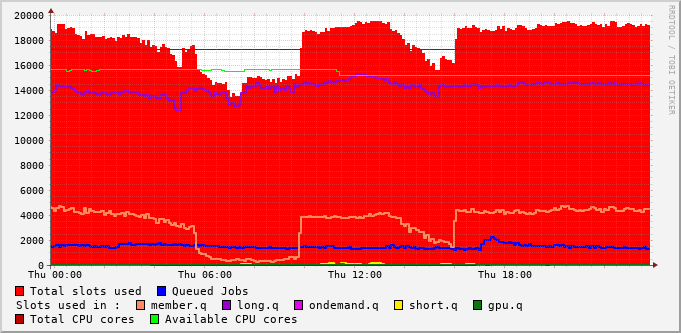 20000
18000
16000
14000
12000
10000
8000
6000
4000
2000
0
Thu 00:00 Thu 06:00 Thu 12:00 Thu 18:00
Total slots used Queued Jobs
Slots used in : member.q long.q ondemand.q short.q gpu.q
Total CPU cores Available CPU cores
RRDTOOL / TOBI OETIKER